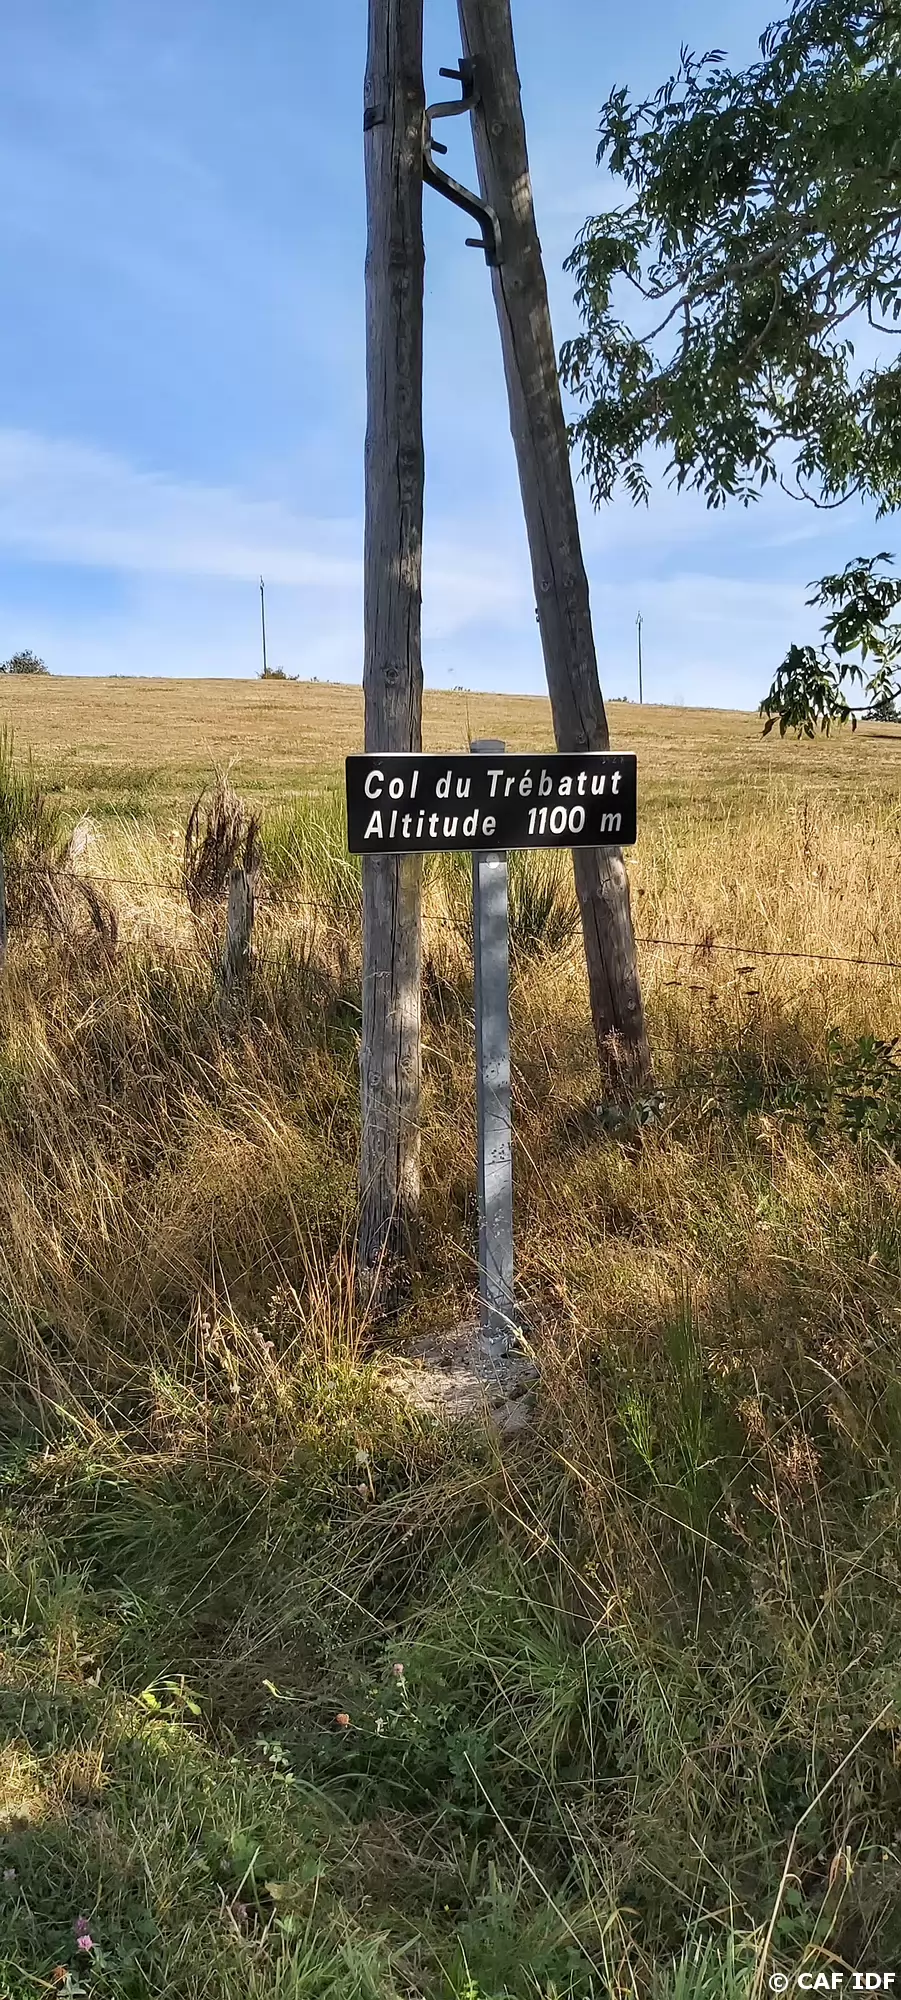 Col du Trébatut
Altitude 1100 m
© CAF IDF